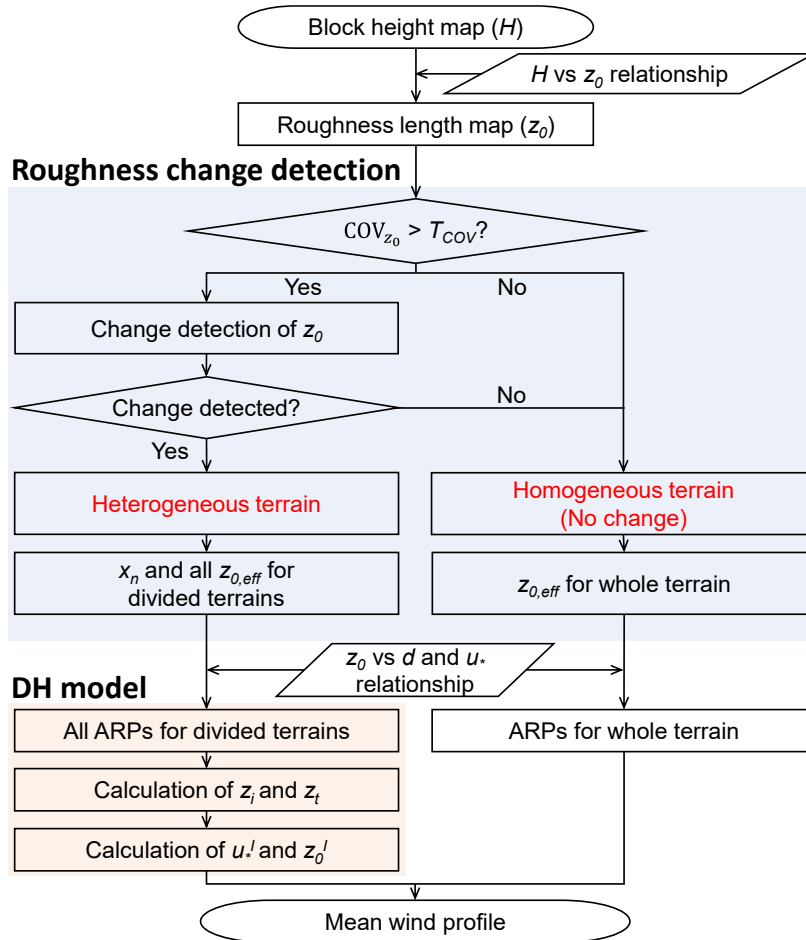 Block height map (H)
H vs z₀ relationship
Roughness length map (z₀)
Roughness change detection
COV_z₀ > T_COV?
Yes
No
Change detection of z₀
Change detected?
No
Yes
Heterogeneous terrain
Homogeneous terrain
(No change)
xₙ and all z₀,eff for
divided terrains
z₀,eff for whole terrain
z₀ vs d and u*
relationship
DH model
All ARPs for divided terrains
ARPs for whole terrain
Calculation of zᵢ and zₜ
Calculation of u*ᴵ and z₀ᴵ
Mean wind profile